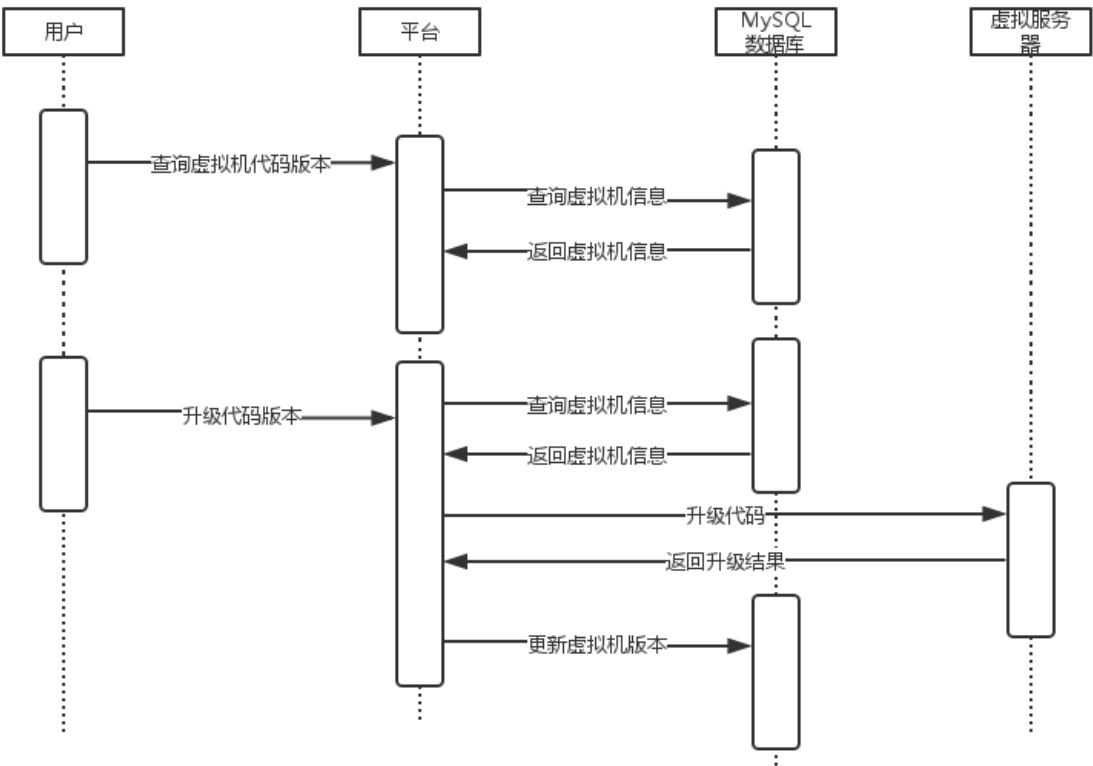 用户
平台
MySQL
数据库
虚拟服务
器
查询虚拟机代码版本
查询虚拟机信息
返回虚拟机信息
升级代码版本
查询虚拟机信息
返回虚拟机信息
升级代码
返回升级结果
更新虚拟机版本